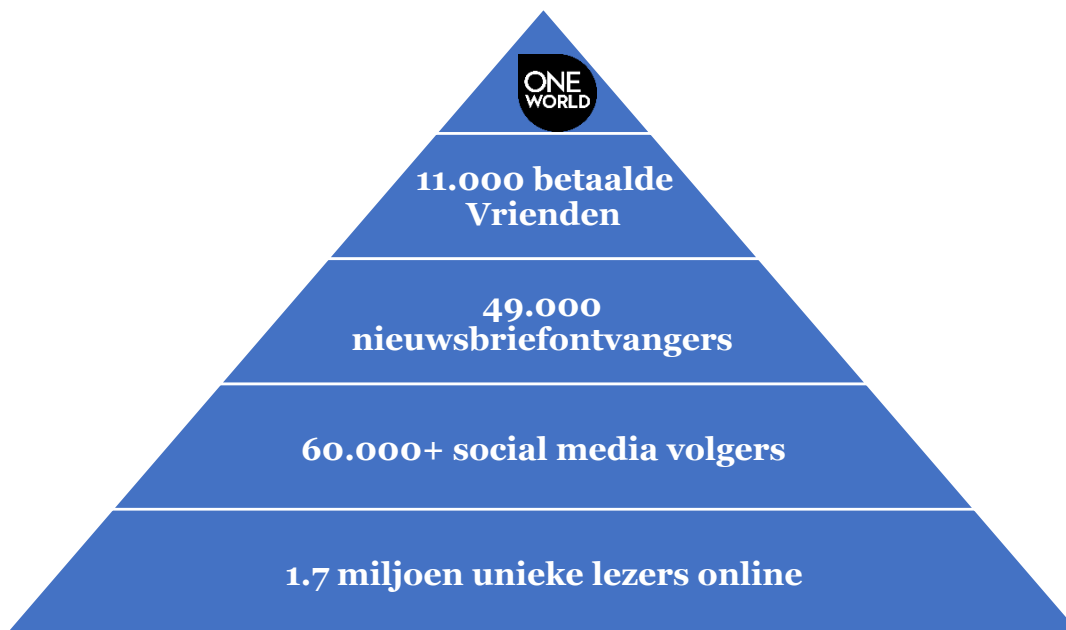 ONE
WORLD
11.000 betaalde
Vrienden
49.000
nieuwsbriefontvangers
60.000+ social media volgers
1.7 miljoen unieke lezers online